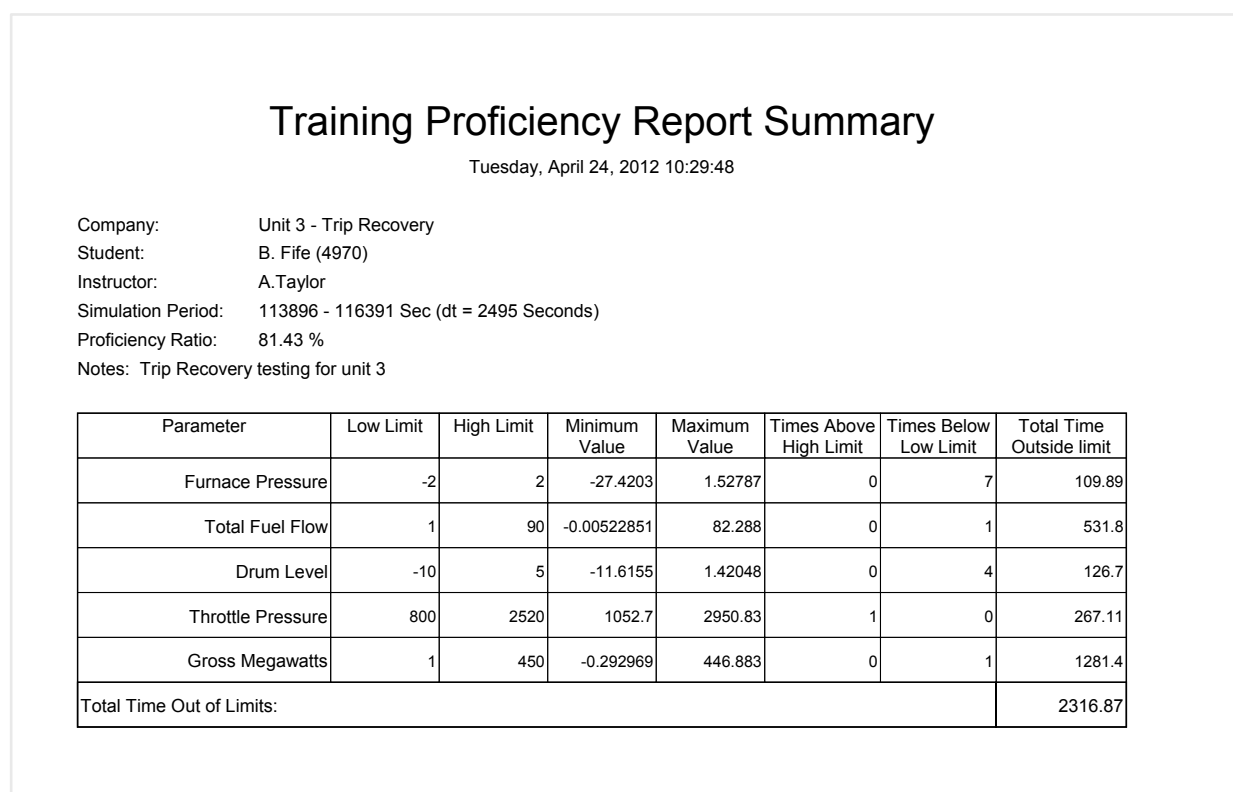 Training Proficiency Report Summary
Tuesday, April 24, 2012 10:29:48
Company: Unit 3 - Trip Recovery
Student: B. Fife (4970)
Instructor: A.Taylor
Simulation Period: 113896 - 116391 Sec (dt = 2495 Seconds)
Proficiency Ratio: 81.43 %
Notes: Trip Recovery testing for unit 3
Parameter Low Limit High Limit Minimum Maximum Times Above Times Below Total Time
Value Value High Limit Low Limit Outside limit
Furnace Pressure -2 2 -27.4203 1.52787 0 7 109.89
Total Fuel Flow 1 90 -0.00522851 82.288 0 1 531.8
Drum Level -10 5 -11.6155 1.42048 0 4 126.7
Throttle Pressure 800 2520 1052.7 2950.83 1 0 267.11
Gross Megawatts 1 450 -0.292969 446.883 0 1 1281.4
Total Time Out of Limits: 2316.87